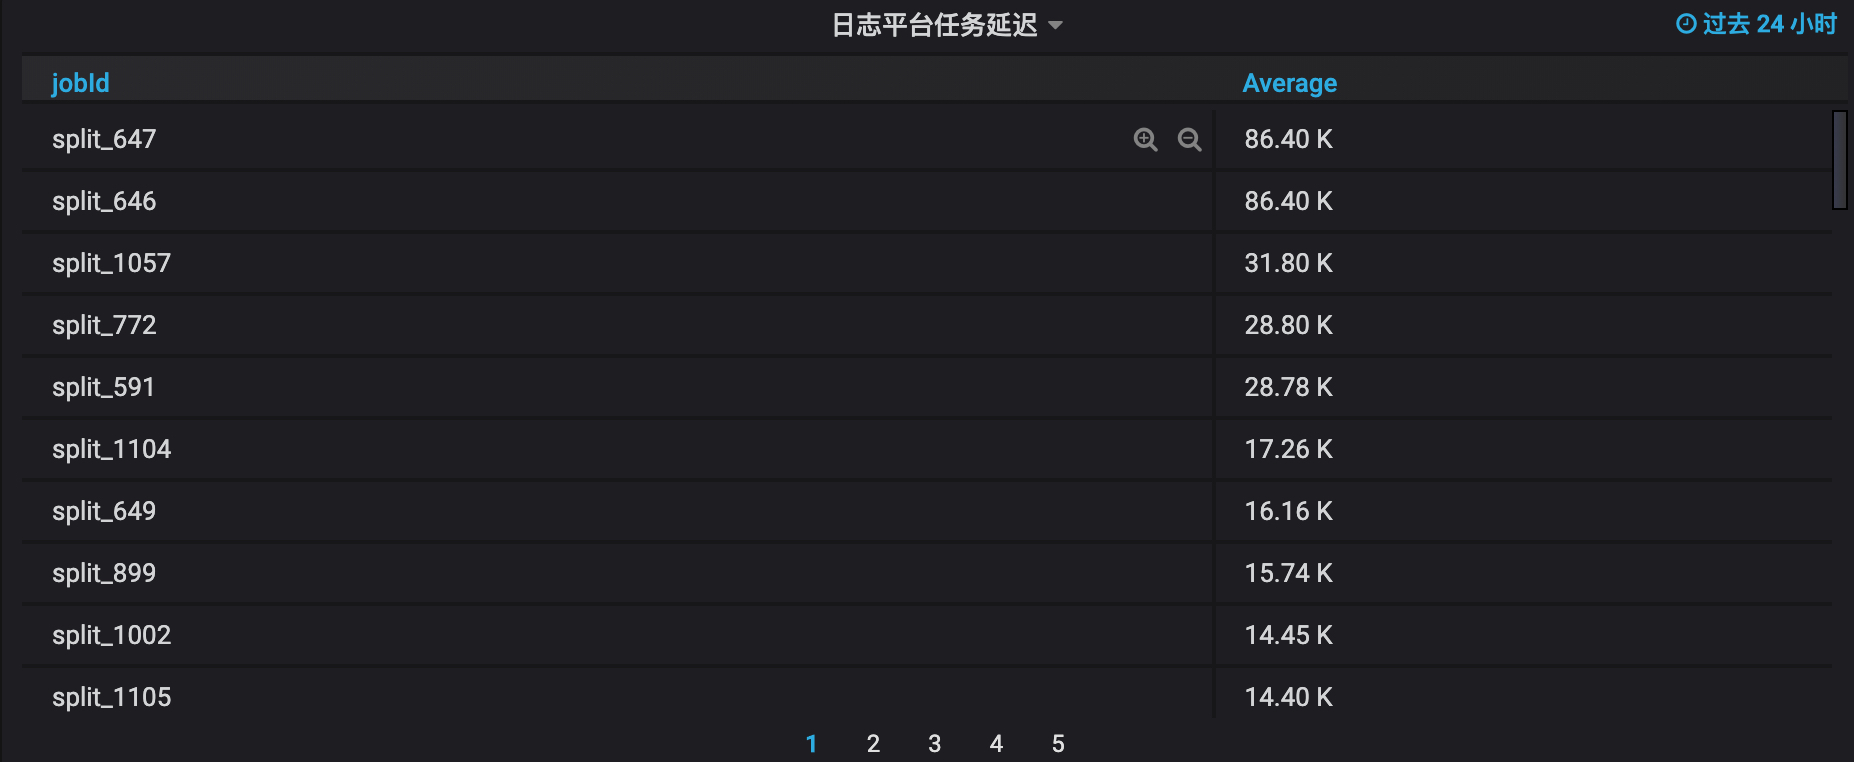 日志平台任务延迟
过去 24 小时
jobId Average
split_647 86.40 K
split_646 86.40 K
split_1057 31.80 K
split_772 28.80 K
split_591 28.78 K
split_1104 17.26 K
split_649 16.16 K
split_899 15.74 K
split_1002 14.45 K
split_1105 14.40 K
1 2 3 4 5